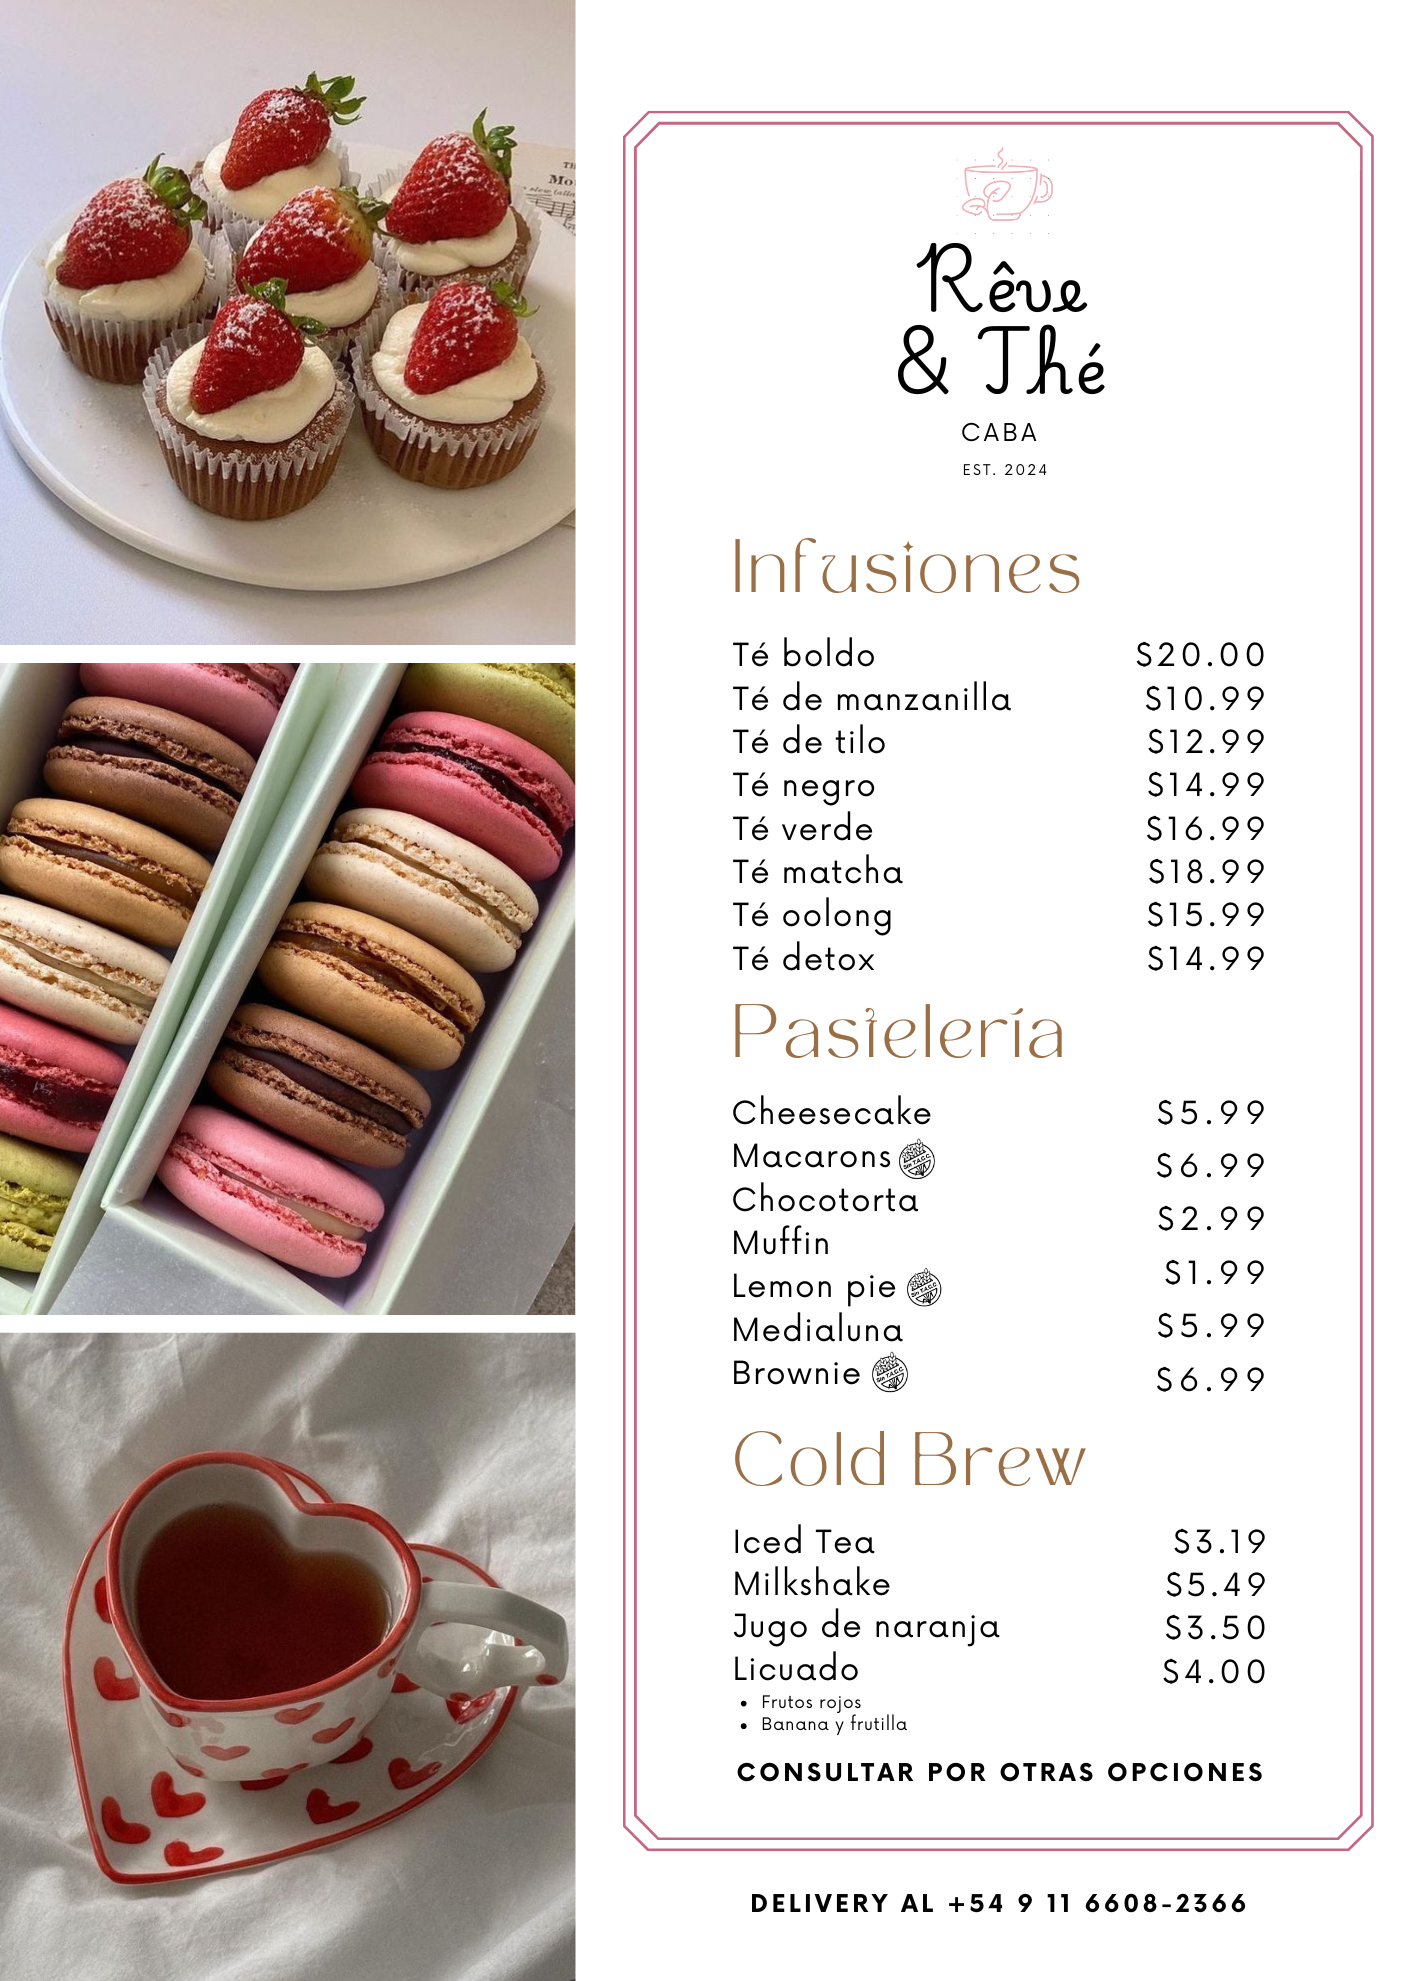 Rêve
& Thé
CABA
EST. 2024
Infusiones
Té boldo $20.00
Té de manzanilla $10.99
Té de tilo $12.99
Té negro $14.99
Té verde $16.99
Té matcha $18.99
Té oolong $15.99
Té detox $14.99
Pastelería
Cheesecake $5.99
Macarons Sin T.A.C.C. $6.99
Chocotorta $2.99
Muffin $1.99
Lemon pie Sin T.A.C.C.
Medialuna $5.99
Brownie Sin T.A.C.C. $6.99
Cold Brew
Iced Tea $3.19
Milkshake $5.49
Jugo de naranja $3.50
Licuado $4.00
• Frutos rojos
• Banana y frutilla
CONSULTAR POR OTRAS OPCIONES
DELIVERY AL +54 9 11 6608-2366